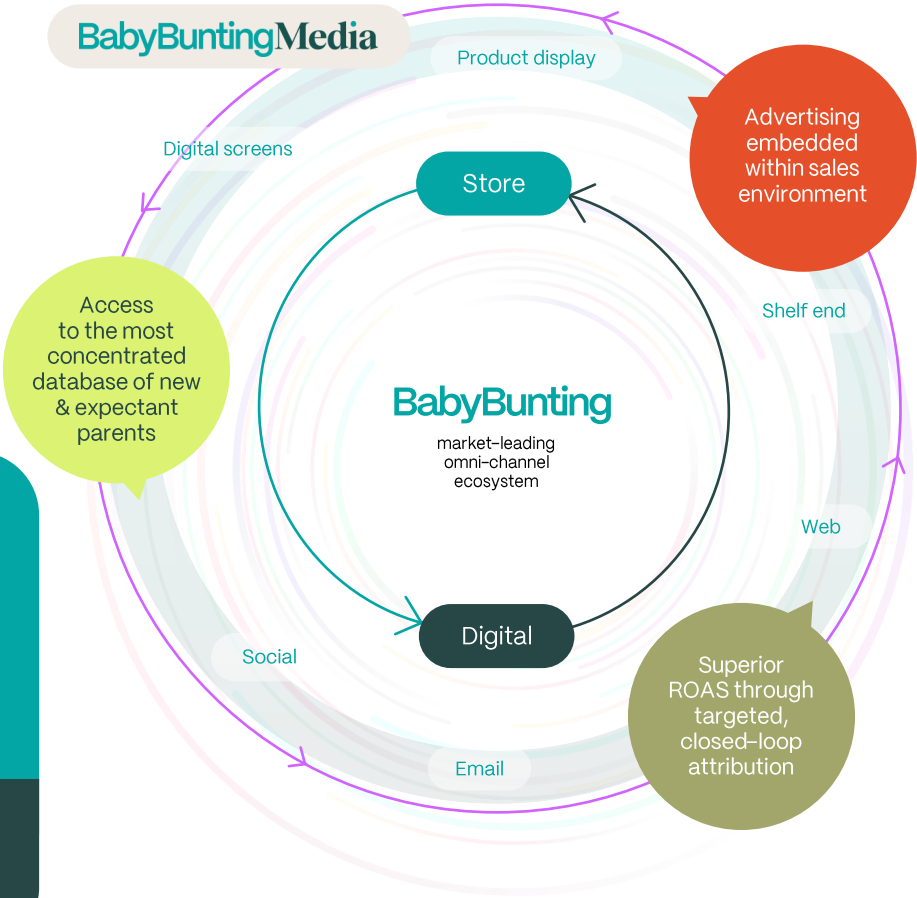 BabyBuntingMedia
Product display
Digital screens
Advertising
embedded
within sales
environment
Store
Access
to the most
concentrated
database of new
& expectant
parents
Shelf end
BabyBunting
market-leading
omni-channel
ecosystem
Web
Digital
Social
Superior
ROAS through
targeted,
closed-loop
attribution
Email